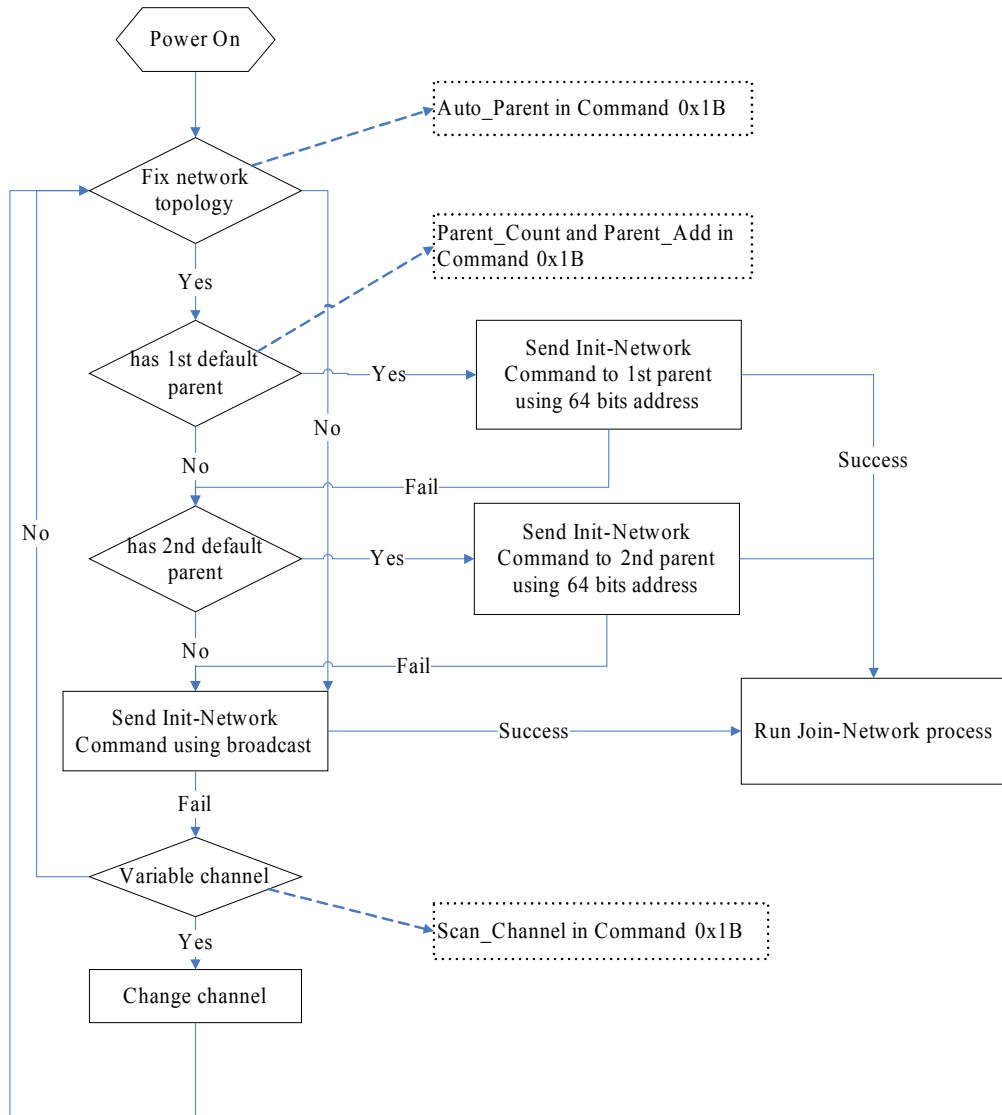 Power On
Auto_Parent in Command 0x1B
Fix network
topology
Parent_Count and Parent_Add in
Command 0x1B
Yes
has 1st default
parent
Yes
Send Init-Network
Command to 1st parent
using 64 bits address
No
No
Success
Fail
No
has 2nd default
parent
Yes
Send Init-Network
Command to 2nd parent
using 64 bits address
No
Fail
Send Init-Network
Command using broadcast
Success
Run Join-Network process
Fail
Variable channel
Scan_Channel in Command 0x1B
Yes
Change channel